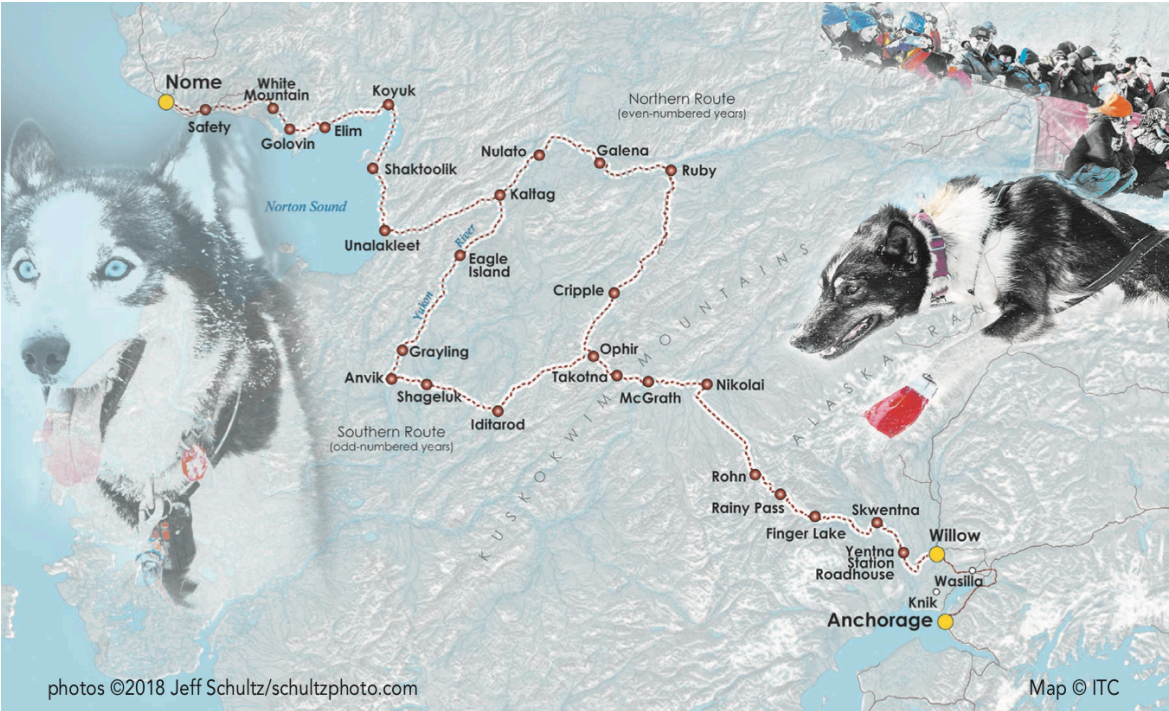 Nome
White
Mountain
Koyuk
Safety
Golovin
Elim
Northern Route
(even-numbered years)
Nulato
Galena
Ruby
Shaktoolik
Kaltag
Norton Sound
Unalakleet
River
Eagle
Island
Yukon
Cripple
Grayling
Ophir
Anvik
Shageluk
Takotna
McGrath
Nikolai
Iditarod
Southern Route
(odd-numbered years)
KUSKOKWIM MOUNTAINS
ALASKA RAN
Rohn
Rainy Pass
Finger Lake
Skwentna
Willow
Yentna
Station
Roadhouse
Wasilla
Knik
Anchorage
photos ©2018 Jeff Schultz/schultzphoto.com
Map © ITC